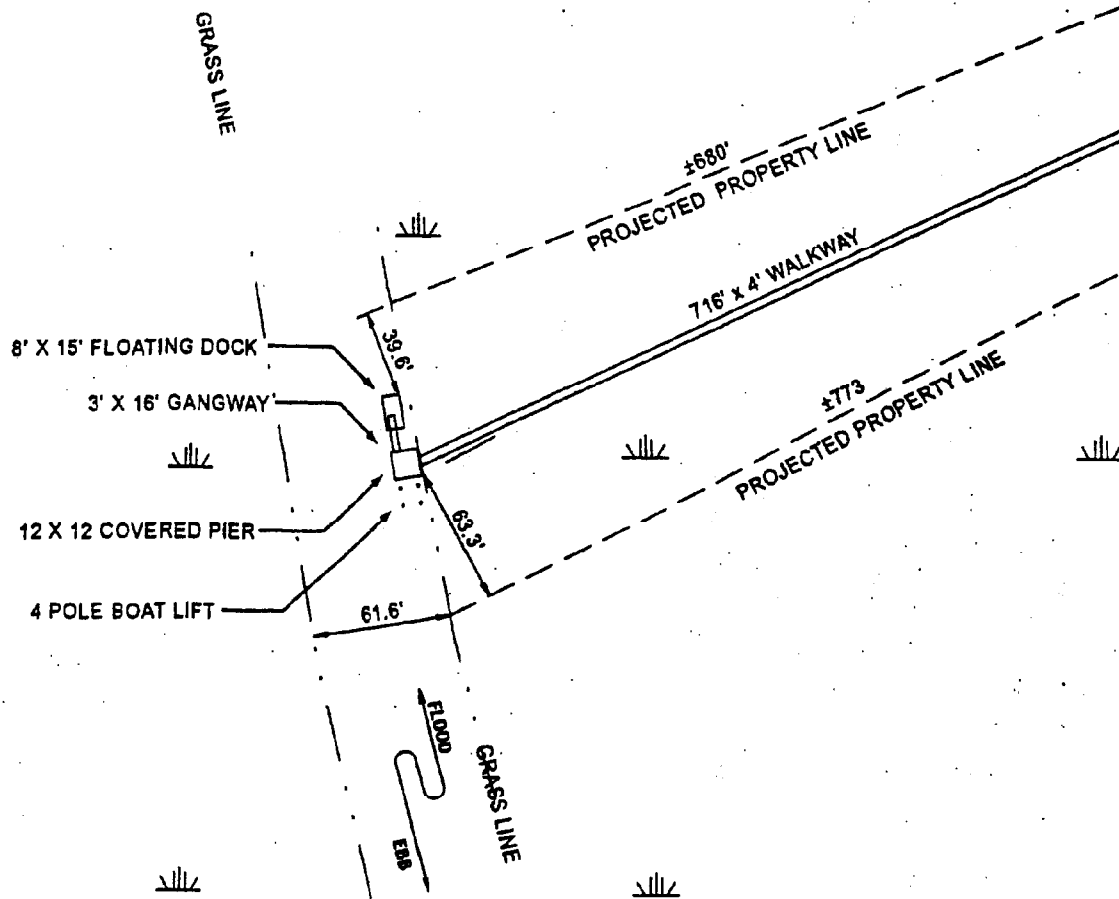 GRASS LINE
±680'
PROJECTED PROPERTY LINE
716' x 4' WALKWAY
39.6'
8' X 15' FLOATING DOCK
3' X 16' GANGWAY
±773
PROJECTED PROPERTY LINE
63.3'
12 X 12 COVERED PIER
4 POLE BOAT LIFT
61.6'
FLOOD
GRASS LINE
EBB